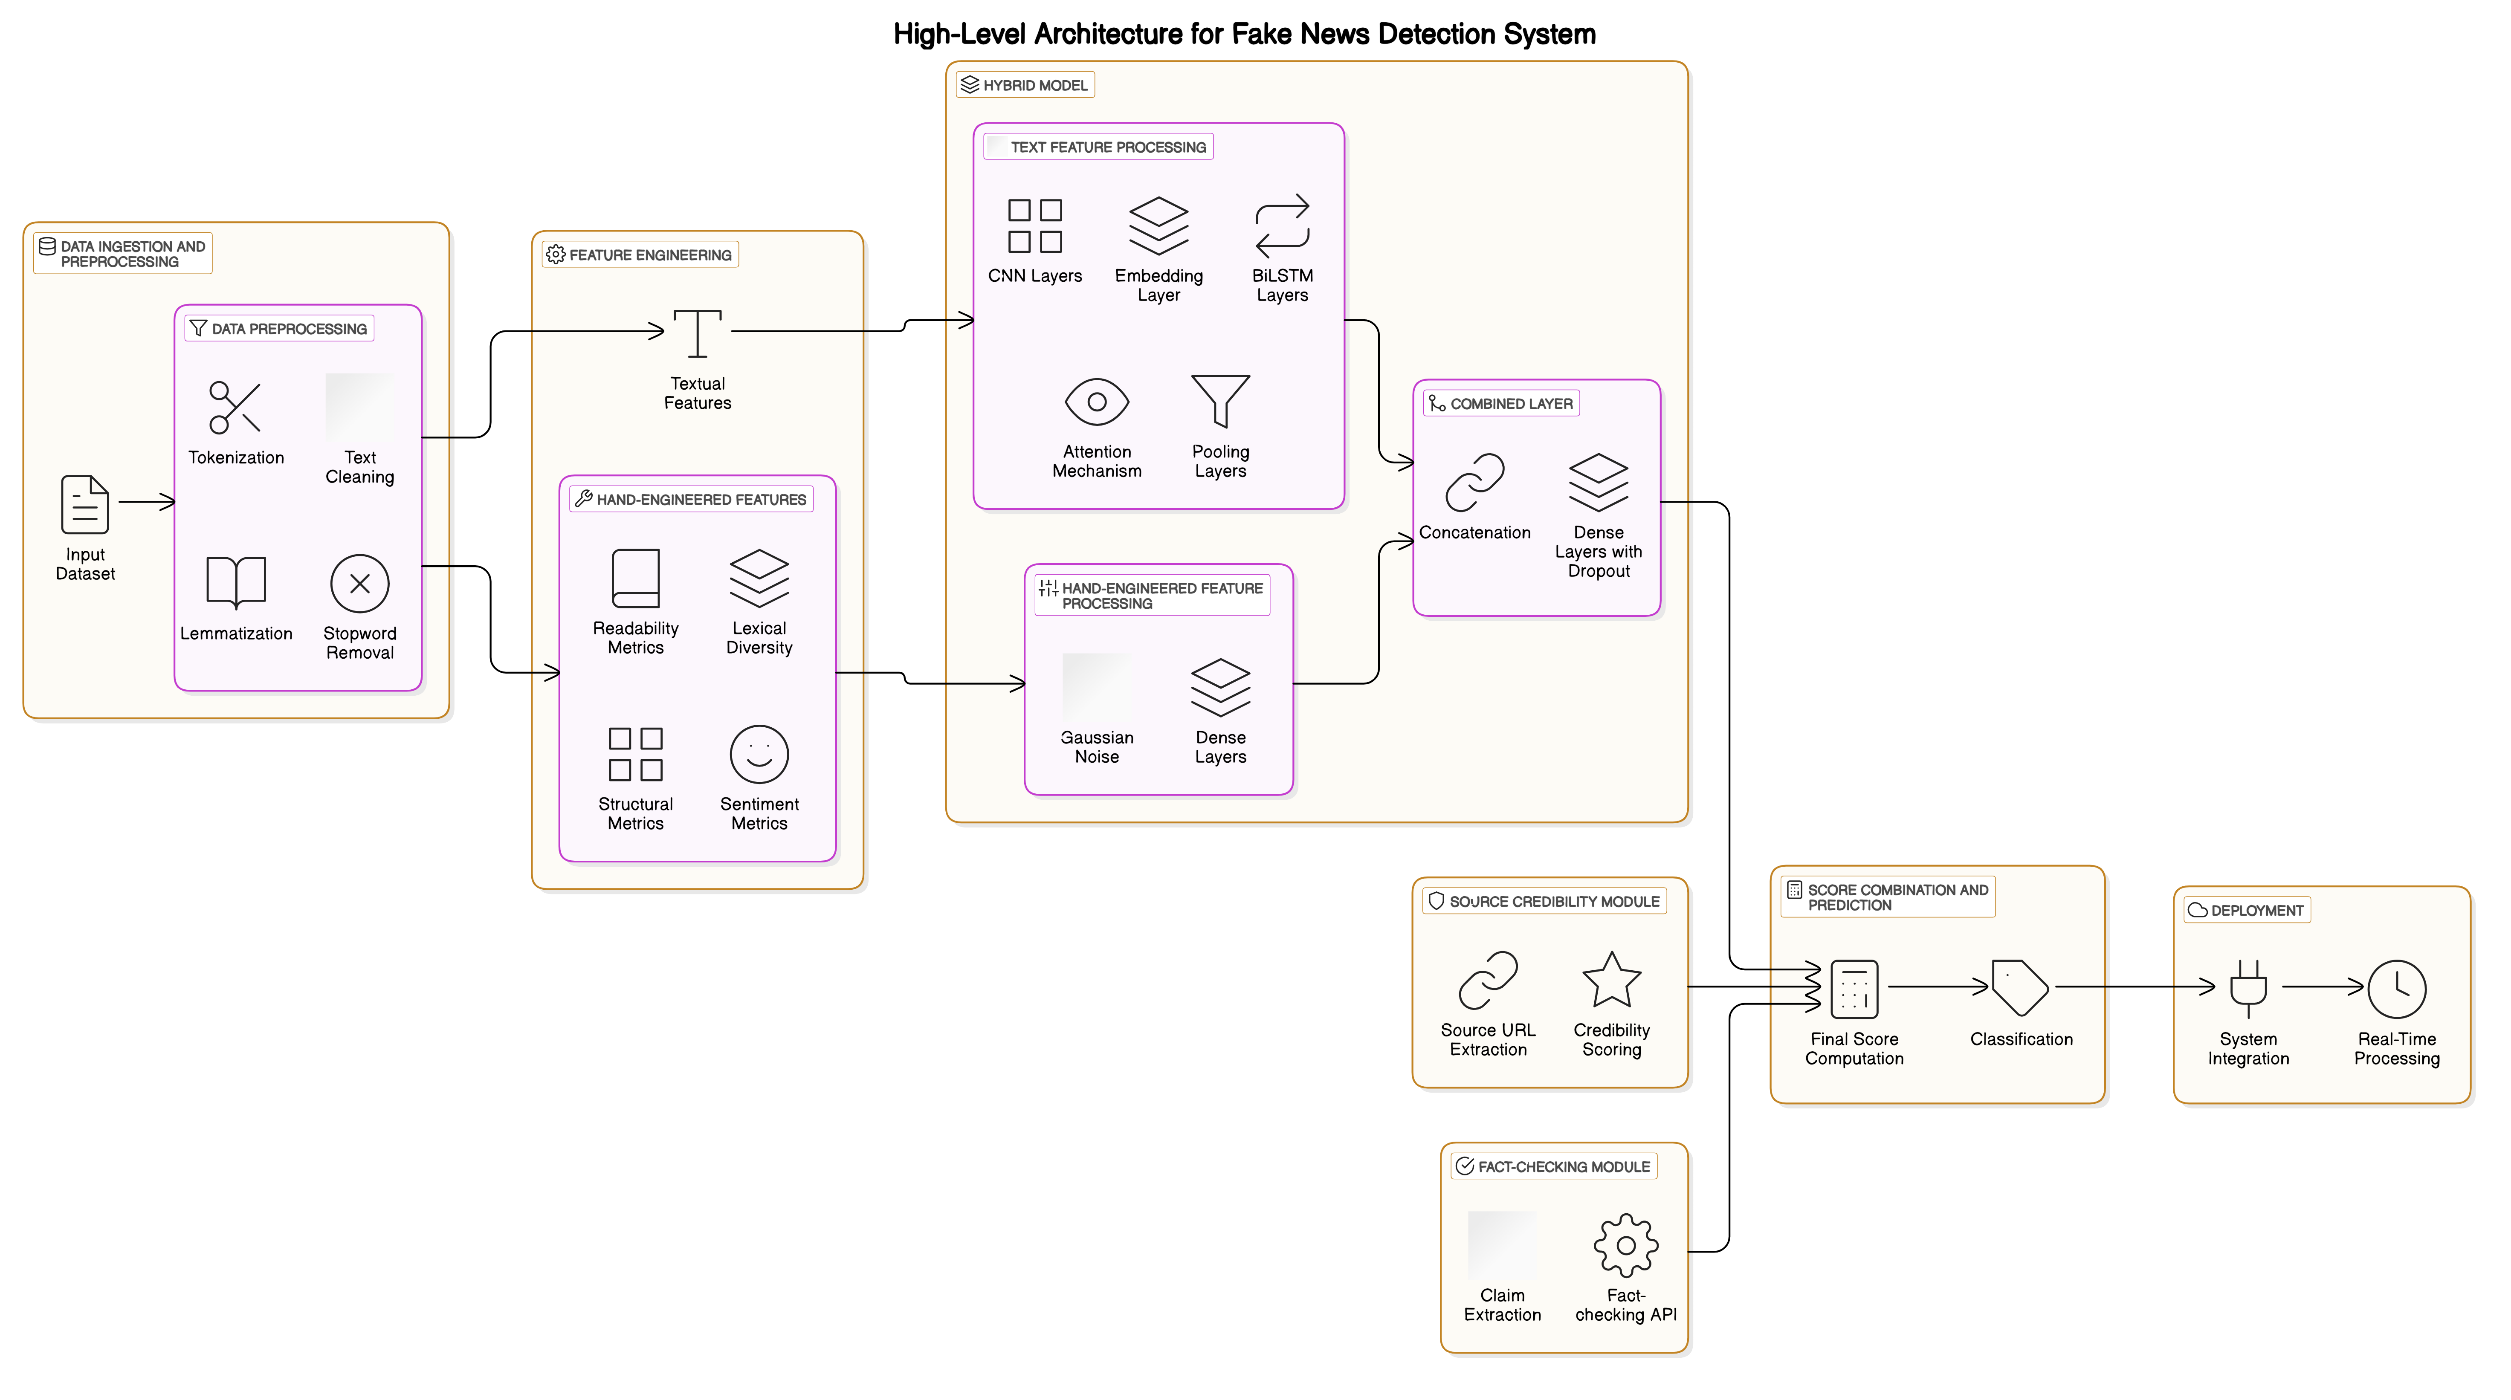 High-Level Architecture for Fake News Detection System
DATA INGESTION AND
PREPROCESSING
DATA PREPROCESSING
Tokenization
Text
Cleaning
Input
Dataset
Lemmatization
Stopword
Removal
FEATURE ENGINEERING
Textual
Features
HAND-ENGINEERED FEATURES
Readability
Metrics
Lexical
Diversity
Structural
Metrics
Sentiment
Metrics
HYBRID MODEL
TEXT FEATURE PROCESSING
CNN Layers
Embedding
Layer
BiLSTM
Layers
Attention
Mechanism
Pooling
Layers
HAND-ENGINEERED FEATURE
PROCESSING
Gaussian
Noise
Dense
Layers
COMBINED LAYER
Concatenation
Dense
Layers with
Dropout
SOURCE CREDIBILITY MODULE
Source URL
Extraction
Credibility
Scoring
FACT-CHECKING MODULE
Claim
Extraction
Fact-
checking API
SCORE COMBINATION AND
PREDICTION
Final Score
Computation
Classification
DEPLOYMENT
System
Integration
Real-Time
Processing